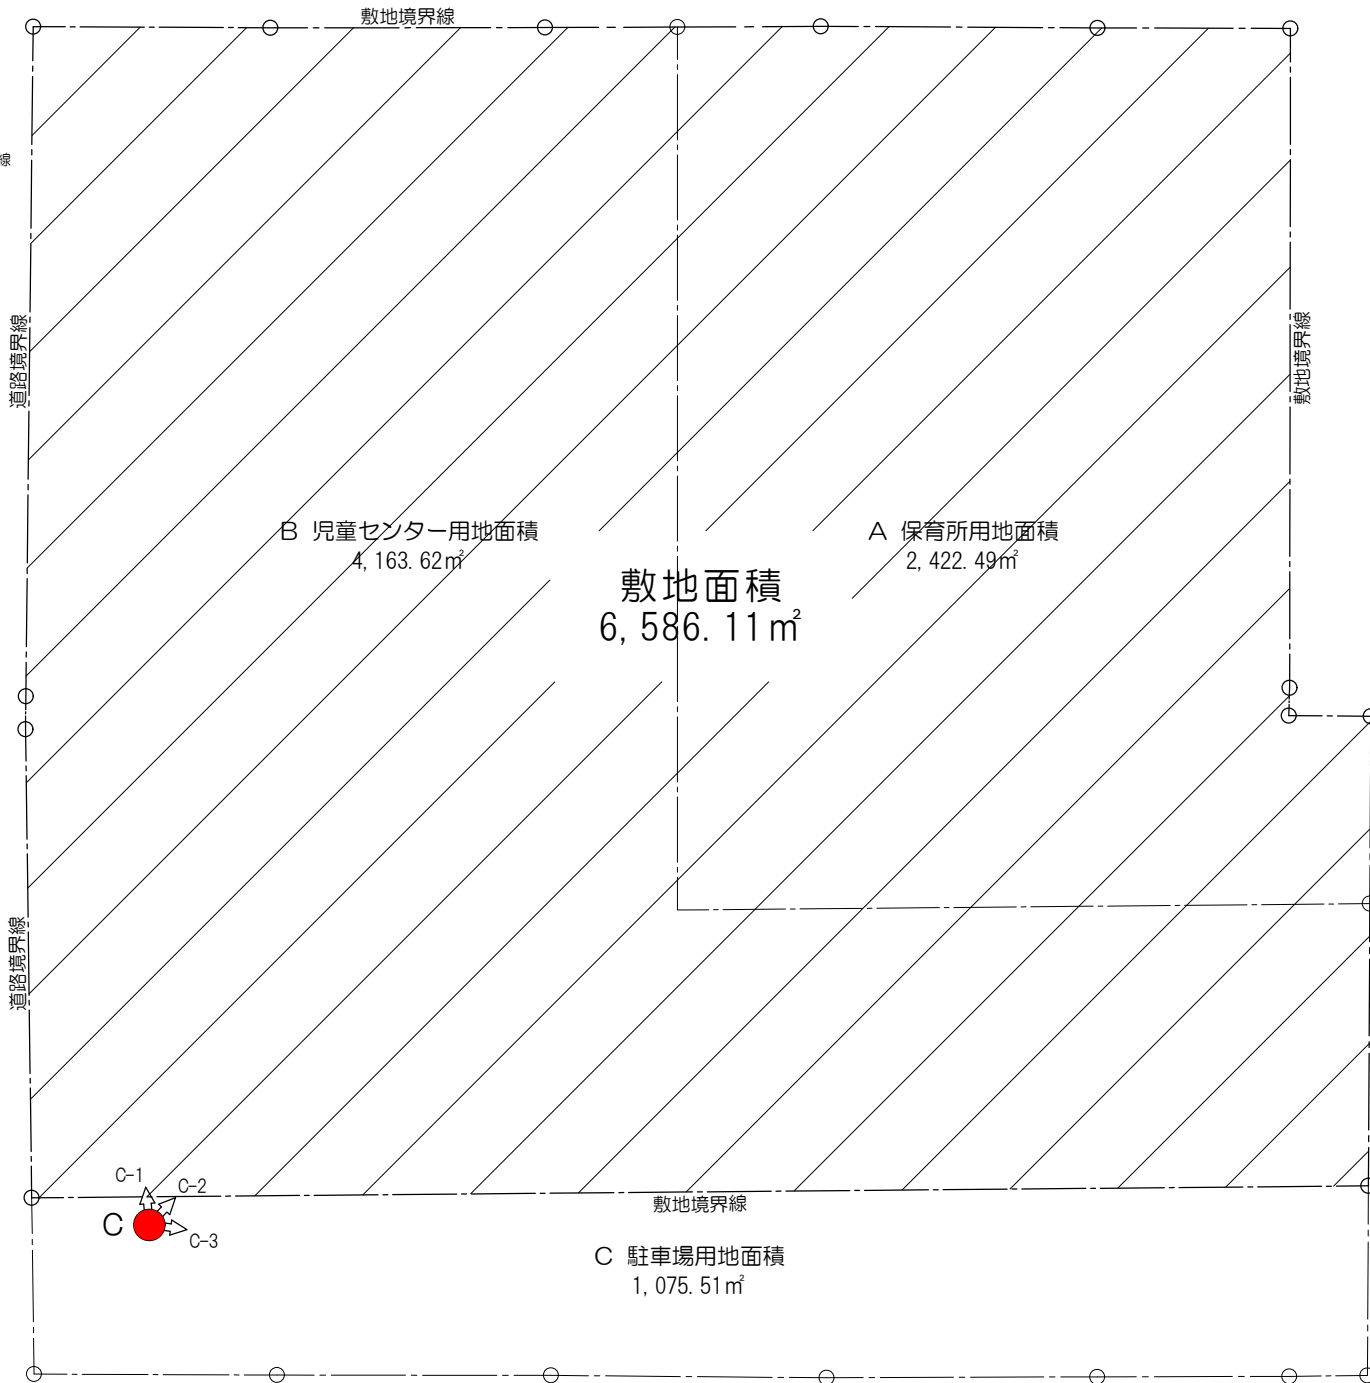 敷地境界線
線
道路境界線
敷地境界線
B 児童センター用地面積
4,163.62㎡
A 保育所用地面積
2,422.49㎡
敷地面積
6,586.11㎡
道路境界線
C-1
C-2
C
C-3
敷地境界線
C 駐車場用地面積
1,075.51㎡